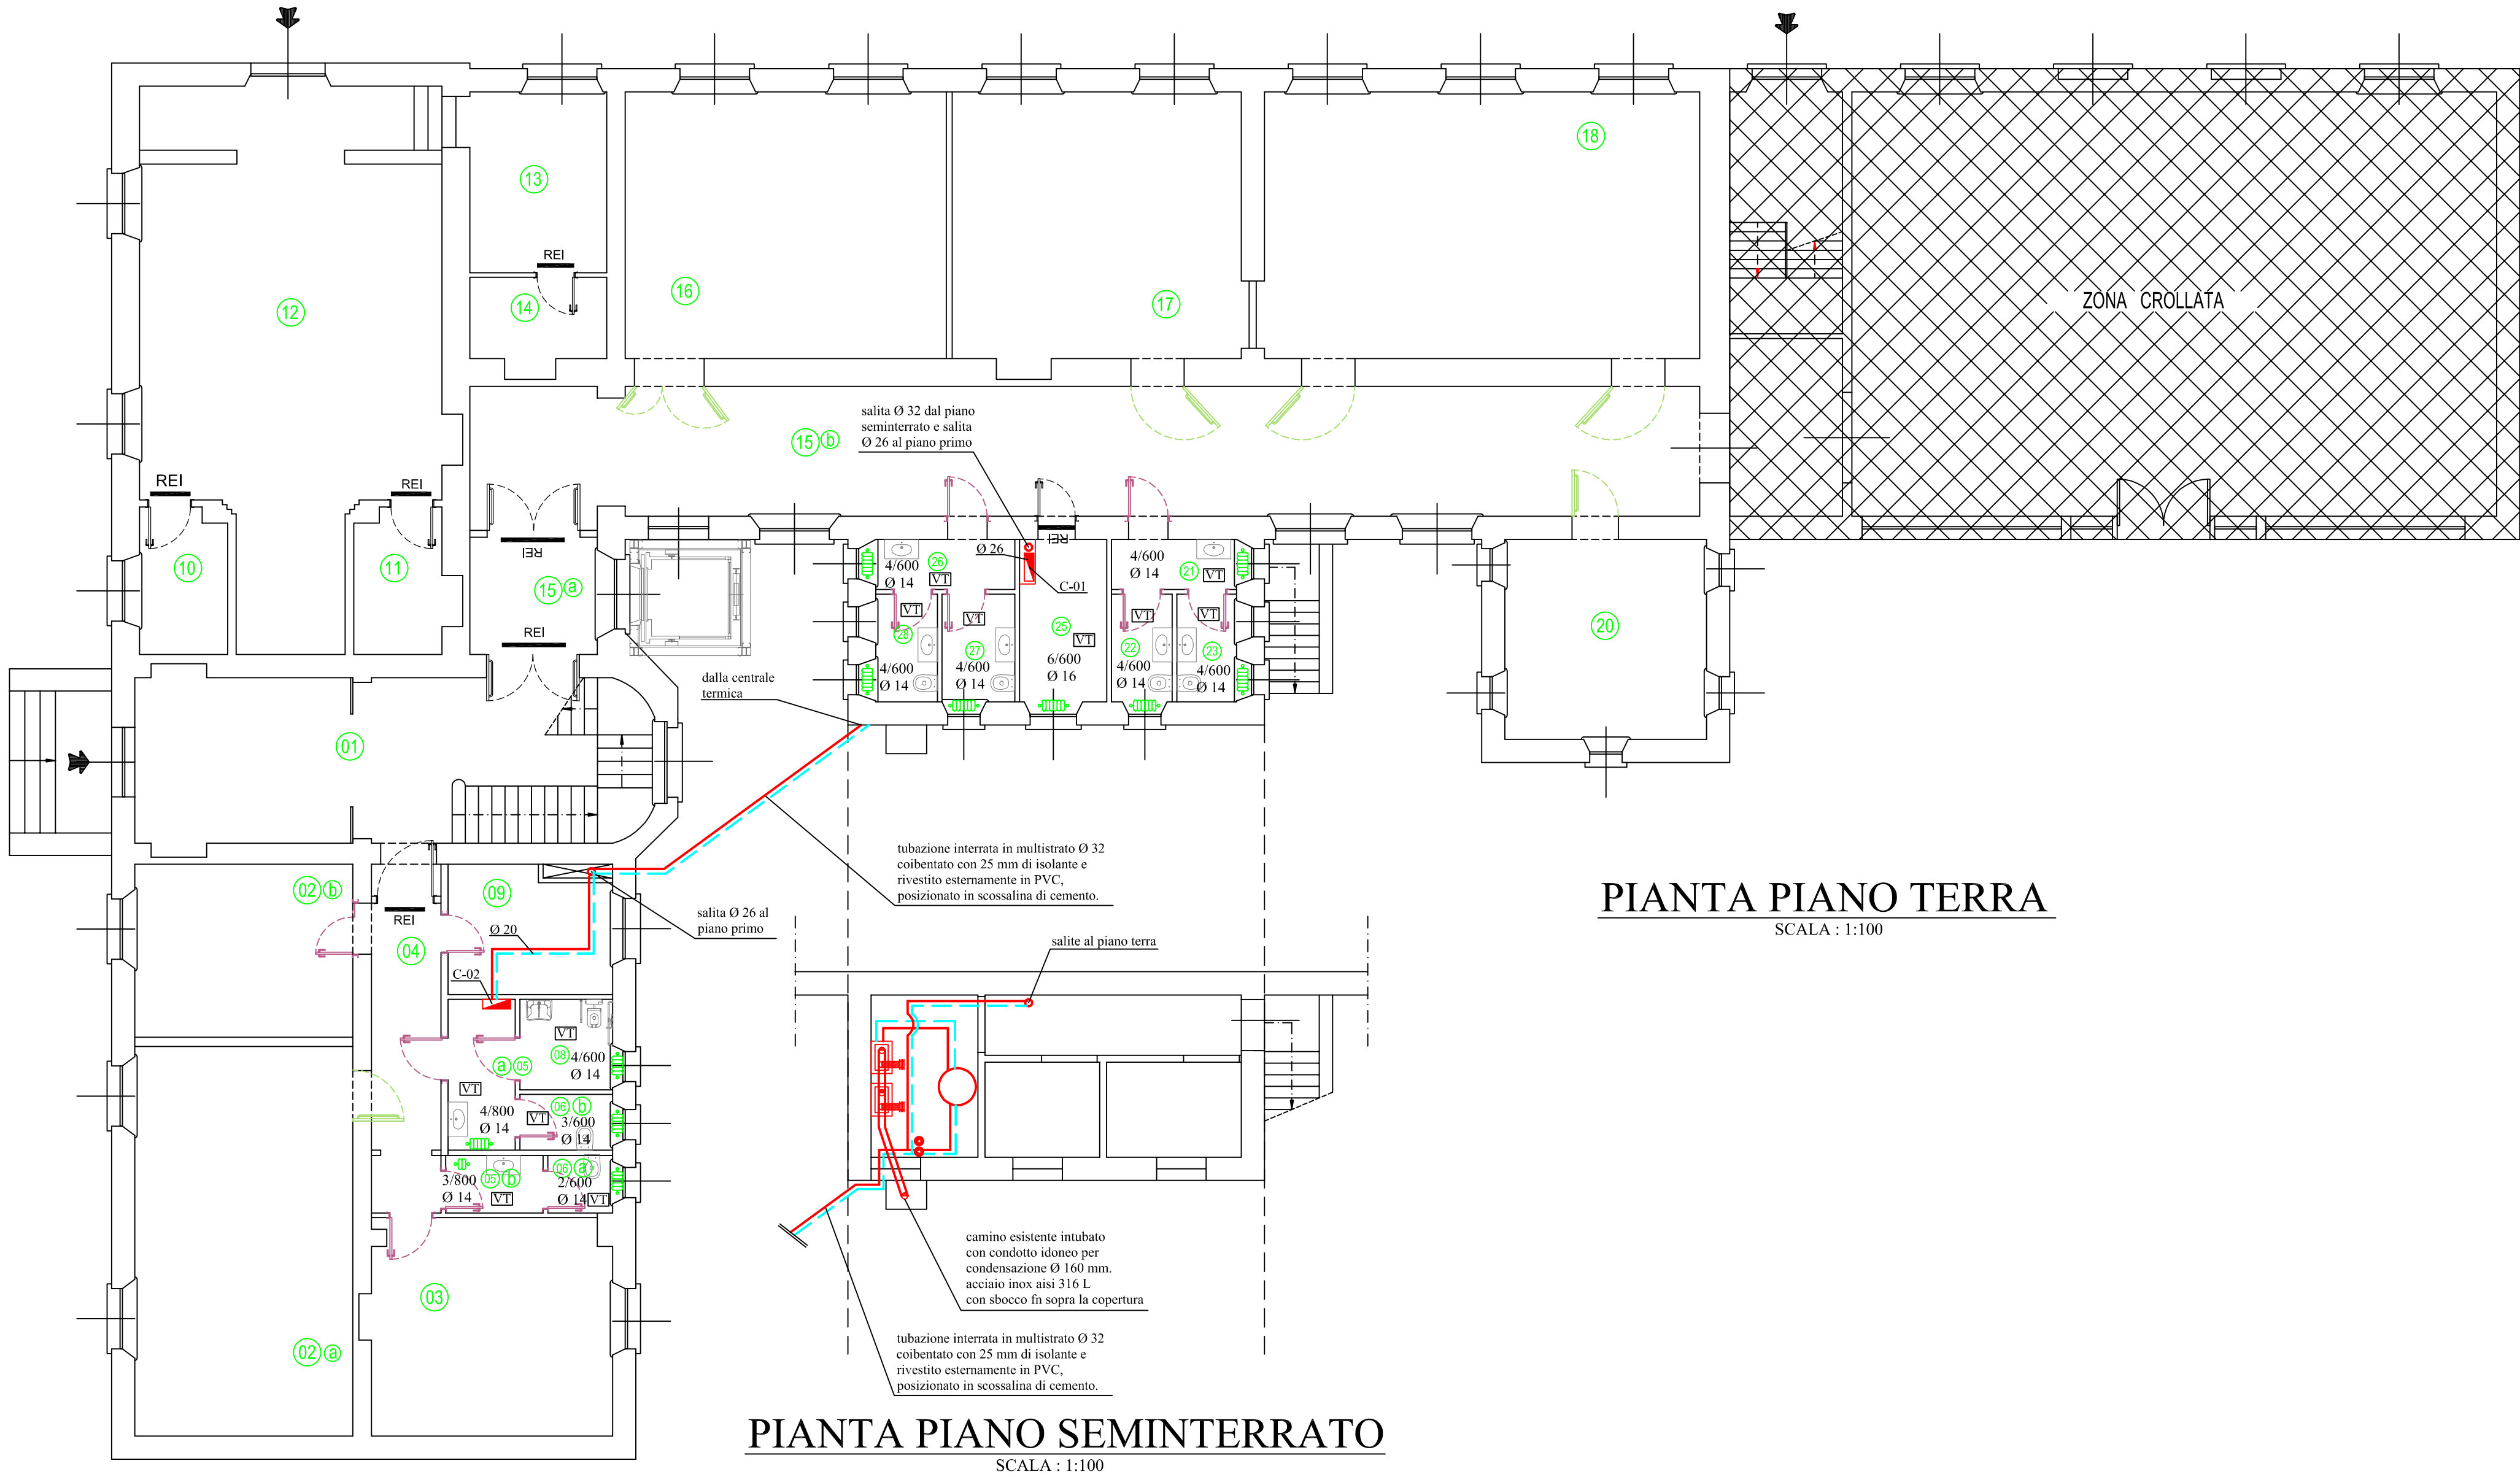 18
13
REI
14
16
17
12
ZONA CROLLATA
salita Ø 32 dal piano
seminterrato e salita
Ø 26 al piano primo
15 b
REI
REI
REI
10
11
15 a
REI
4/600
Ø 14
26
VT
VT
28
4/600
Ø 14
VT
27
4/600
Ø 14
Ø 26
C-01
REI
25
VT
6/600
Ø 16
4/600
Ø 14
21
VT
VT
22
4/600
Ø 14
VT
23
4/600
Ø 14
20
dalla centrale
termica
01
tubazione interrata in multistrato Ø 32
coibentato con 25 mm di isolante e
rivestito esternamente in PVC,
posizionato in scossalina di cemento.
PIANTA PIANO TERRA
SCALA : 1:100
02 b
09
REI
04
salita Ø 26 al
piano primo
Ø 20
C-02
salite al piano terra
VT
08
4/600
Ø 14
a 05
VT
4/800
Ø 14
06 b
VT
3/600
Ø 14
3/800
Ø 14
05 b
VT
06 a
2/600
Ø 14
VT
03
02 a
camino esistente intubato
con condotto idoneo per
condensazione Ø 160 mm.
acciaio inox aisi 316 L
con sbocco fn sopra la copertura
tubazione interrata in multistrato Ø 32
coibentato con 25 mm di isolante e
rivestito esternamente in PVC,
posizionato in scossalina di cemento.
PIANTA PIANO SEMINTERRATO
SCALA : 1:100